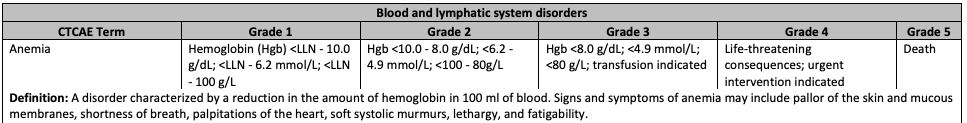 Blood and lymphatic system disorders
CTCAE Term Grade 1 Grade 2 Grade 3 Grade 4 Grade 5
Anemia
Hemoglobin (Hgb) <LLN - 10.0
g/dL; <LLN - 6.2 mmol/L; <LLN
- 100 g/L
Hgb <10.0 - 8.0 g/dL; <6.2 -
4.9 mmol/L; <100 - 80g/L
Hgb <8.0 g/dL; <4.9 mmol/L;
<80 g/L; transfusion indicated
Life-threatening
consequences; urgent
intervention indicated
Death
Definition: A disorder characterized by a reduction in the amount of hemoglobin in 100 ml of blood. Signs and symptoms of anemia may include pallor of the skin and mucous
membranes, shortness of breath, palpitations of the heart, soft systolic murmurs, lethargy, and fatigability.